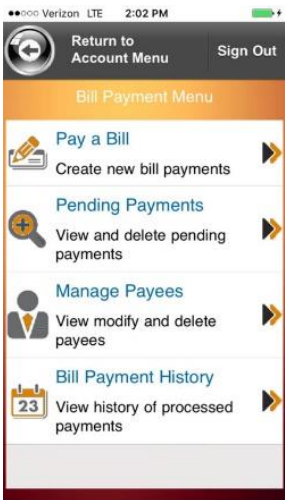 Verizon LTE 2:02 PM
Return to
Account Menu
Sign Out
Bill Payment Menu
Pay a Bill
Create new bill payments
Pending Payments
View and delete pending
payments
Manage Payees
View modify and delete
payees
Bill Payment History
23
View history of processed
payments